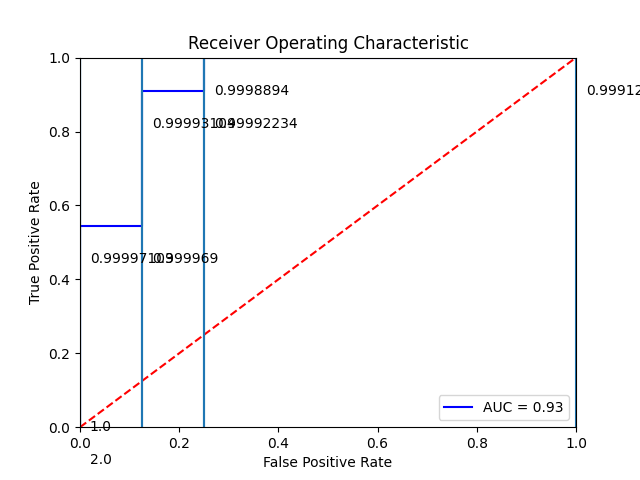 Receiver Operating Characteristic
1.0
0.9998894
0.99912
0.99993104
0.99992234
0.8
0.6
0.99997103
0.999969
0.4
0.2
AUC = 0.93
0.0
1.0
0.0 0.2 0.4 0.6 0.8 1.0
2.0
False Positive Rate
True Positive Rate